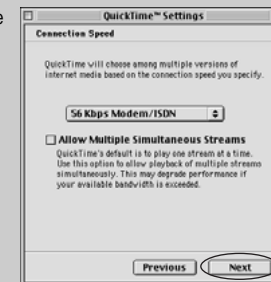 e
QuickTime™ Settings
Connection Speed
QuickTime will choose among multiple versions of
internet media based on the connection speed you specify.
56 Kbps Modem/ISDN
Allow Multiple Simultaneous Streams
QuickTime's default is to play one stream at a time.
Use this option to allow playback of multiple streams
simultaneously. This may degrade performance if
your available bandwidth is exceeded.
Previous Next